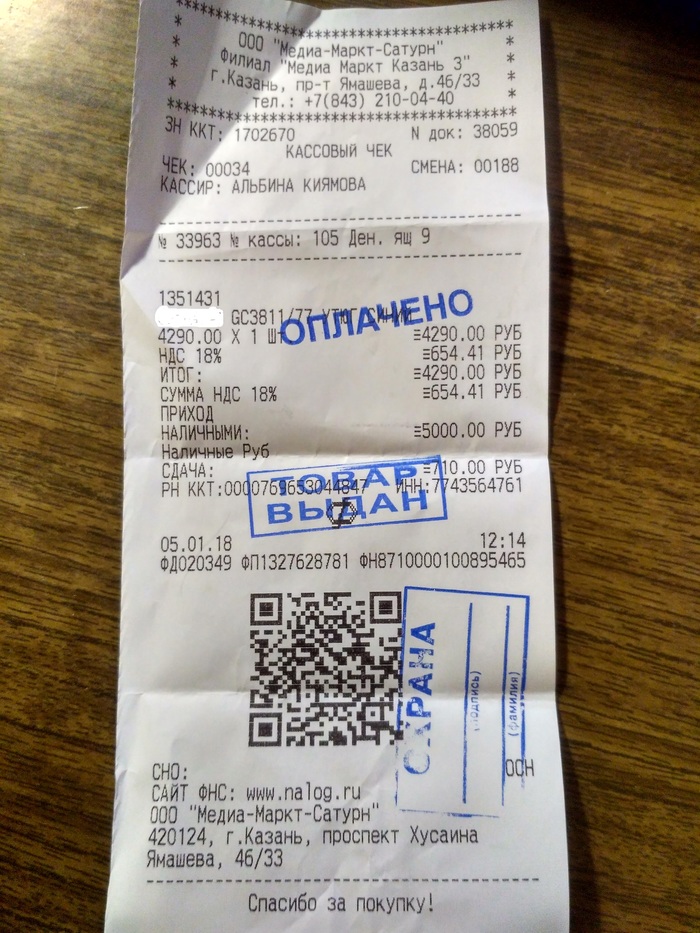 ********************************
* ООО "Медиа-Маркт-Сатурн" *
* Филиал "Медиа Маркт Казань 3" *
* г.Казань, пр-т Ямашева, д.46/33 *
* тел.: +7(843) 210-04-40 *
********************************
ЗН ККТ: 1702670 N док: 38059
КАССОВЫЙ ЧЕК
ЧЕК: 00034 СМЕНА: 00188
КАССИР: АЛЬБИНА КИЯМОВА
№ 33963 № кассы: 105 Ден. ящ 9
1351431
GC3811/77 УТЮГ СИНИЙ
ОПЛАЧЕНО
4290.00 X 1 Шт ≡4290.00 РУБ
НДС 18% ≡654.41 РУБ
ИТОГ: ≡4290.00 РУБ
СУММА НДС 18% ≡654.41 РУБ
ПРИХОД
НАЛИЧНЫМИ: ≡5000.00 РУБ
Наличные Руб
СДАЧА: ≡710.00 РУБ
РН ККТ:0000769653044847 ИНН:7743564761
ТОВАР
ВЫДАН
05.01.18 12:14
ФД020349 ФП1327628781 ФН8710000100895465
ОХРАНА
(подпись)
(фамилия)
СНО: ОСН
САЙТ ФНС: www.nalog.ru
ООО "Медиа-Маркт-Сатурн"
420124, г.Казань, проспект Хусаина
Ямашева, 46/33
Спасибо за покупку!